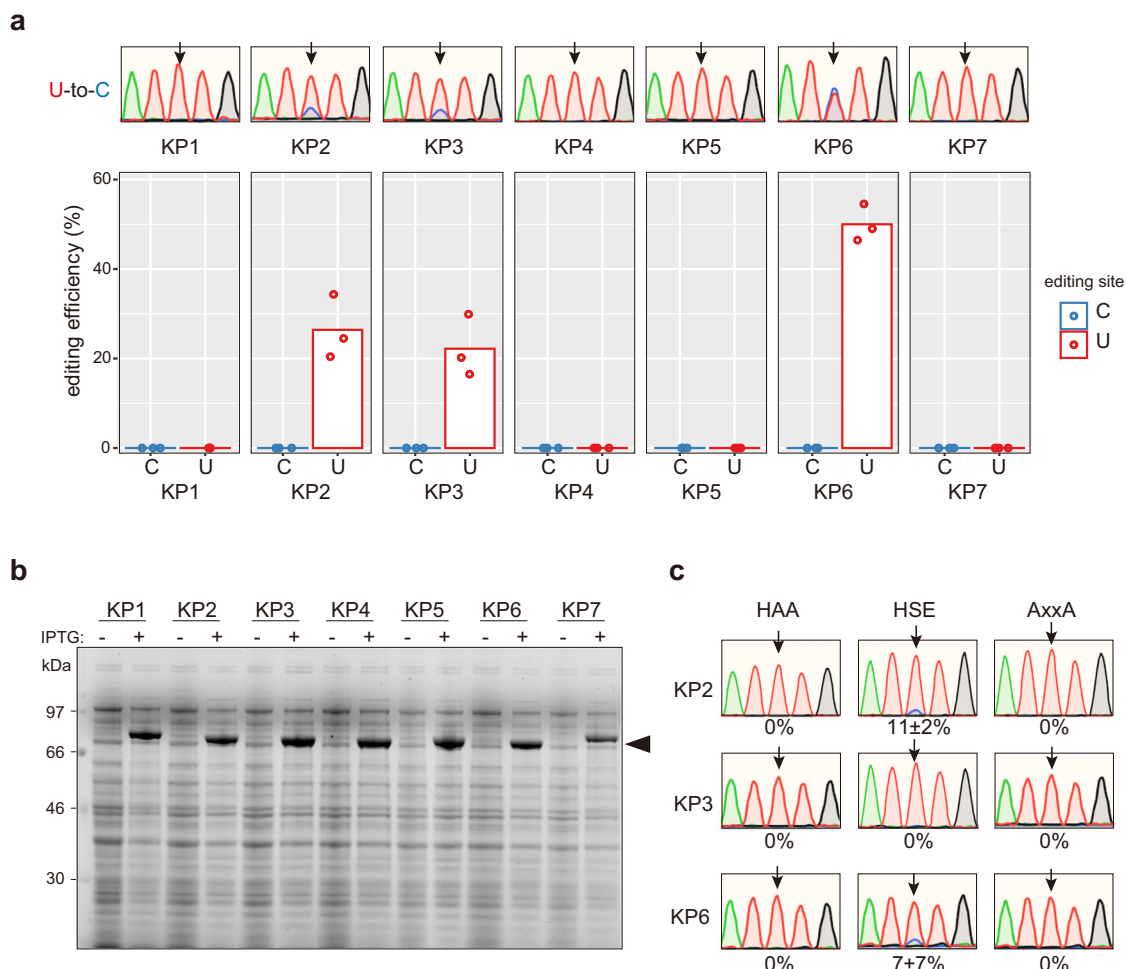 a
U-to-C
KP1 KP2 KP3 KP4 KP5 KP6 KP7
editing efficiency (%)
60
40
20
0
C U C U C U C U C U C U C U
KP1 KP2 KP3 KP4 KP5 KP6 KP7
editing site
C
U
b
KP1 KP2 KP3 KP4 KP5 KP6 KP7
IPTG: - + - + - + - + - + - + - +
kDa
97
66
46
30
c
HAA HSE AxxA
KP2
0% 11±2% 0%
KP3
0% 0% 0%
KP6
0% 7+7% 0%